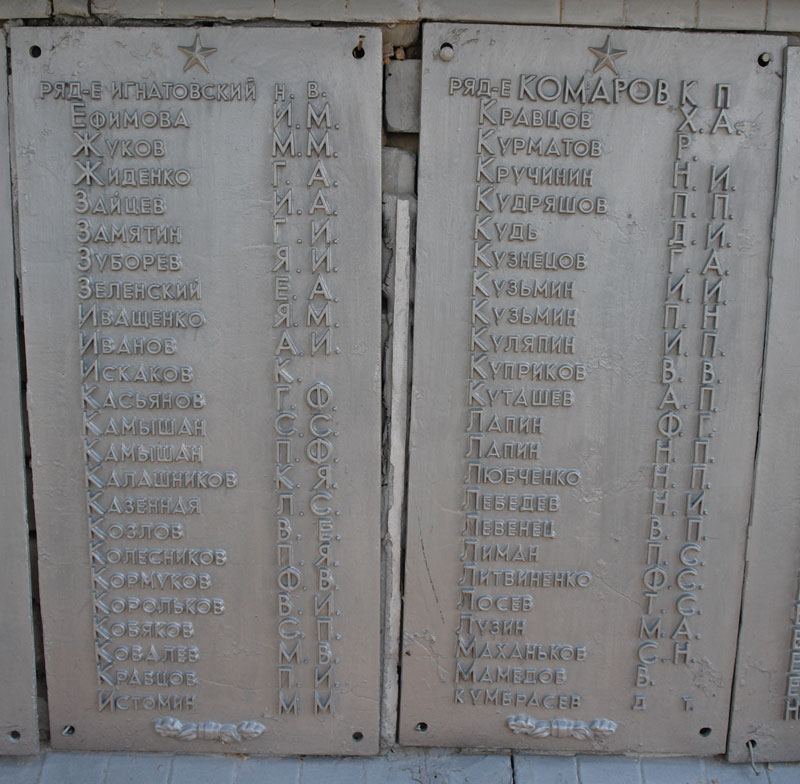 РЯД-Е ИГНАТОВСКИЙ Н. В.
ЕФИМОВА И. М.
ЖУКОВ М. М.
ЖИДЕНКО Г. А.
ЗАЙЦЕВ И. А.
ЗАМЯТИН Г. И.
ЗУБОРЕВ Я. И.
ЗЕЛЕНСКИЙ Е. А.
ИВАЩЕНКО Я. М.
ИВАНОВ А. И.
ИСКАКОВ К.
КАСЬЯНОВ Г. Ф.
КАМЫШАН С. С.
КАМЫШАН П. Ф.
КАЛАШНИКОВ К. Я.
КАЗЕННАЯ Л. С.
КОЗЛОВ В. Е.
КОЛЕСНИКОВ П. Я.
КОРМУКОВ Ф. В.
КОРОЛЬКОВ В. И.
КОБЯКОВ С. П.
КОВАЛЕВ М. В.
КРАВЦОВ П. И.
ИСТОМИН М М
РЯД-Е КОМАРОВ К П
КРАВЦОВ Х. А.
КУРМАТОВ Р.
КРУЧИНИН Н. И.
КУДРЯШОВ П. П.
КУДЬ Д. И.
КУЗНЕЦОВ Г. А.
КУЗЬМИН И. И.
КУЗЬМИН П. Н.
КУЛЯПИН И. П.
КУПРИКОВ В. В.
КУТАШЕВ А. П.
ЛАПИН Ф. Г.
ЛАПИН Н. П.
ЛЮБЧЕНКО Н. П.
ЛЕБЕДЕВ Н. И.
ЛЕВЕНЕЦ В. П.
ЛИМАН П. С.
ЛИТВИНЕНКО Ф. С.
ЛОСЕВ Т. С.
ЛУЗИН М. А.
МАХАНЬКОВ С. Н.
МАМЕДОВ В.
КУМБРАСЕВ Д Т.